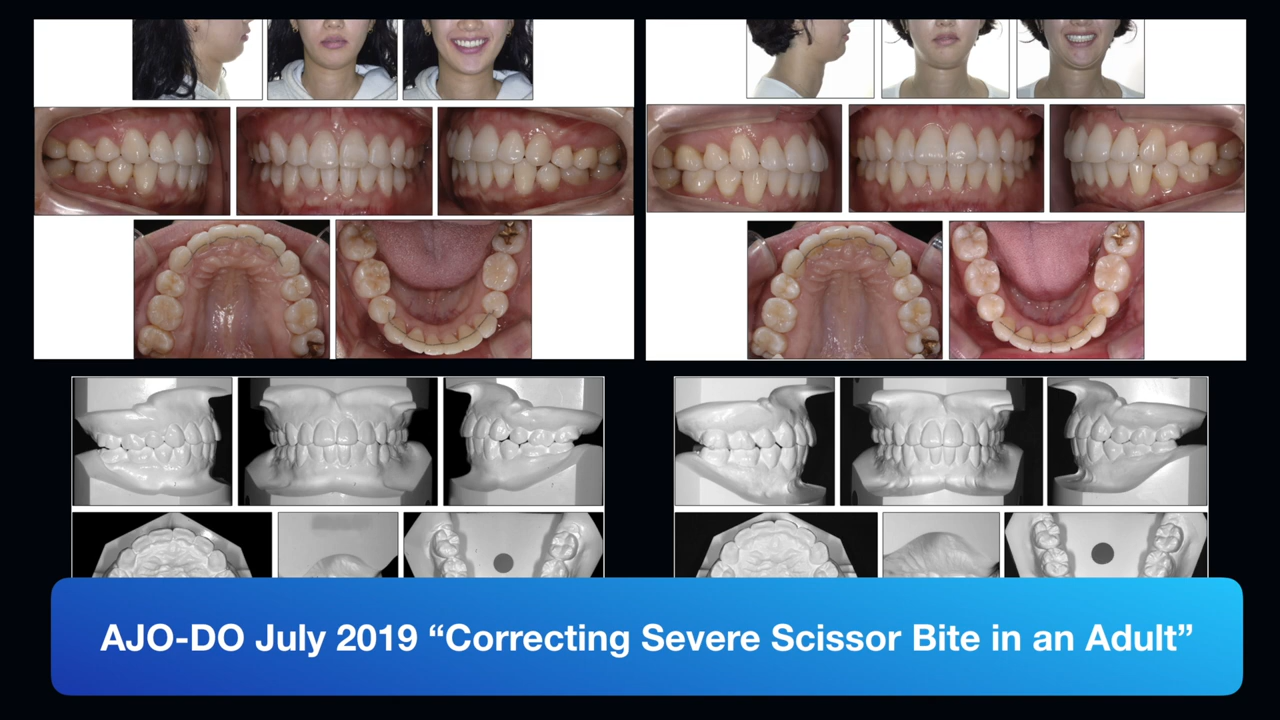 AJO-DO July 2019 “Correcting Severe Scissor Bite in an Adult”